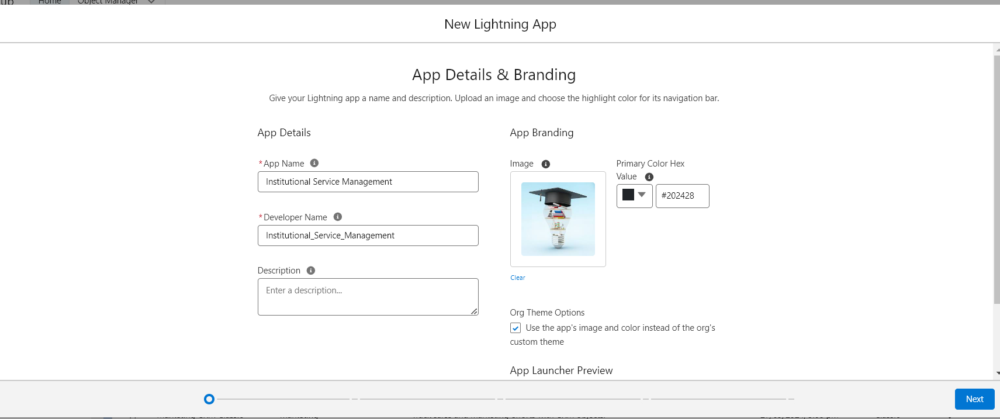 Home Object Manager
New Lightning App
App Details & Branding
Give your Lightning app a name and description. Upload an image and choose the highlight color for its navigation bar.
App Details
App Branding
*App Name
Institutional Service Management
*Developer Name
Institutional_Service_Management
Description
Enter a description...
Image
Clear
Primary Color Hex
Value
#202428
Org Theme Options
Use the app's image and color instead of the org's
custom theme
App Launcher Preview
Next